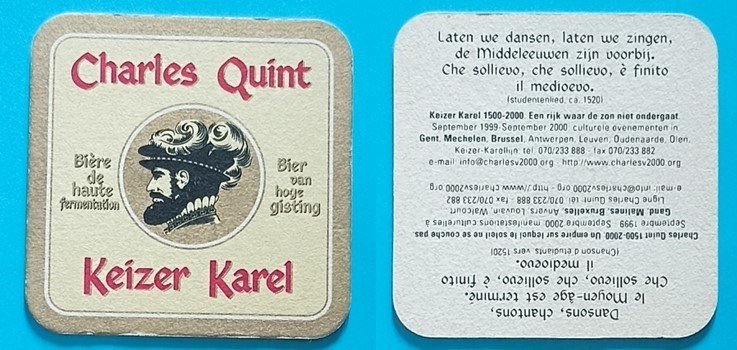 Charles Quint
Bière
de
haute
fermentation
Bier
van
hoge
gisting
Keizer Karel
Laten we dansen, laten we zingen,
de Middeleeuwen zijn voorbij.
Che sollievo, che sollievo, è finito
il medioevo.
(studentenlied, ca. 1520)
Keizer Karel 1500-2000. Een rijk waar de zon niet ondergaat.
September 1999-September 2000: culturele evenementen in
Gent, Mechelen, Brussel, Antwerpen, Leuven, Oudenaarde, Olen.
Keizer-Karellijn: tel. 070/233 888 - fax 070/233 882
e-mail: info@charlesv2000.org - http://www.charlesv2000.org
Dansons, chantons,
le Moyen-âge est terminé.
Che sollievo, che sollievo, è finito
il medioevo.
(Chanson d'étudiants, vers 1520)
Charles Quint 1500-2000. Un empire sur lequel le soleil ne se couche pas
Septembre 1999 - Septembre 2000: manifestations culturelles à
Gand, Malines, Bruxelles, Anvers, Louvain, Walcourt.
Ligne Charles Quint: tél. 070/233 888 - fax: 070/233 882
e-mail: info@charlesv2000.org - http://www.charlesv2000.org